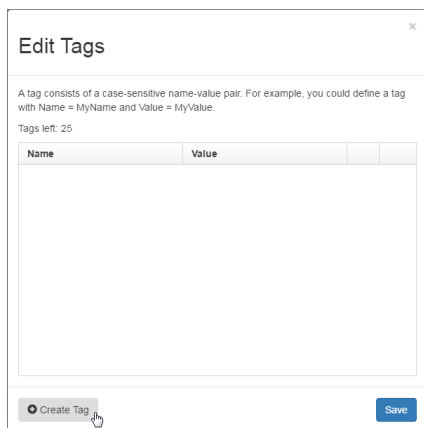 ×
Edit Tags
A tag consists of a case-sensitive name-value pair. For example, you could define a tag
with Name = MyName and Value = MyValue.
Tags left: 25
Name Value
Create Tag Save